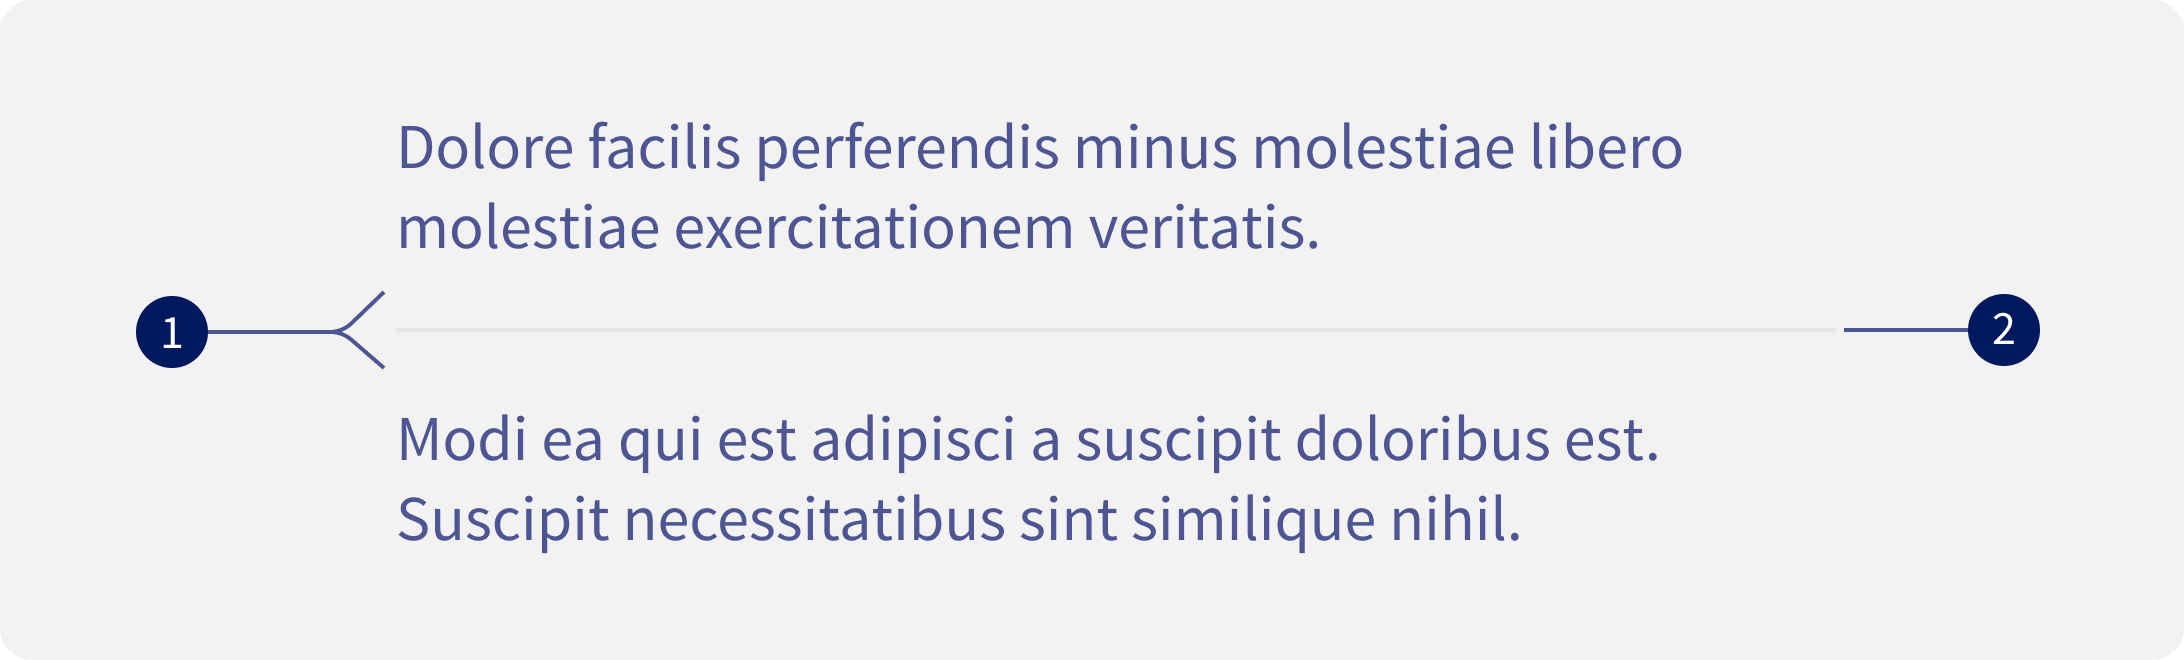 Dolore facilis perferendis minus molestiae libero
molestiae exercitationem veritatis.
1
2
Modi ea qui est adipisci a suscipit doloribus est.
Suscipit necessitatibus sint similique nihil.